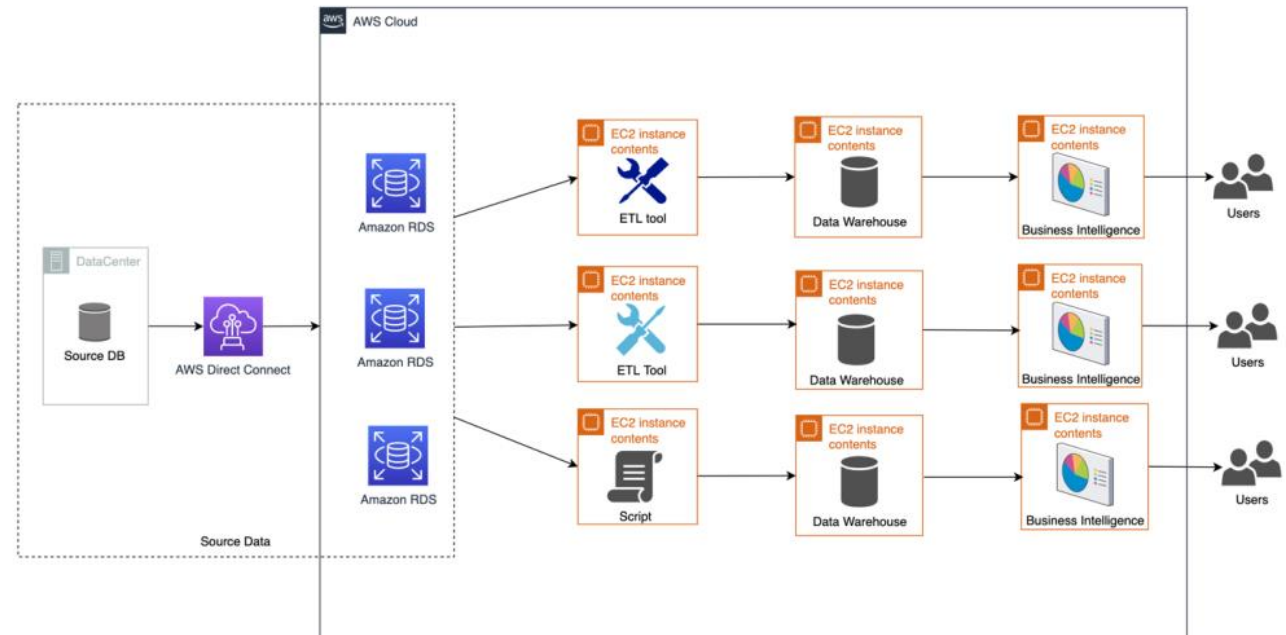 aws
AWS Cloud
EC2 instance
contents
ETL tool
EC2 instance
contents
Data Warehouse
EC2 instance
contents
Business Intelligence
Users
Amazon RDS
DataCenter
Source DB
AWS Direct Connect
Amazon RDS
EC2 instance
contents
ETL Tool
EC2 instance
contents
Data Warehouse
EC2 instance
contents
Business Intelligence
Users
Amazon RDS
EC2 instance
contents
Script
EC2 instance
contents
Data Warehouse
EC2 instance
contents
Business Intelligence
Users
Source Data